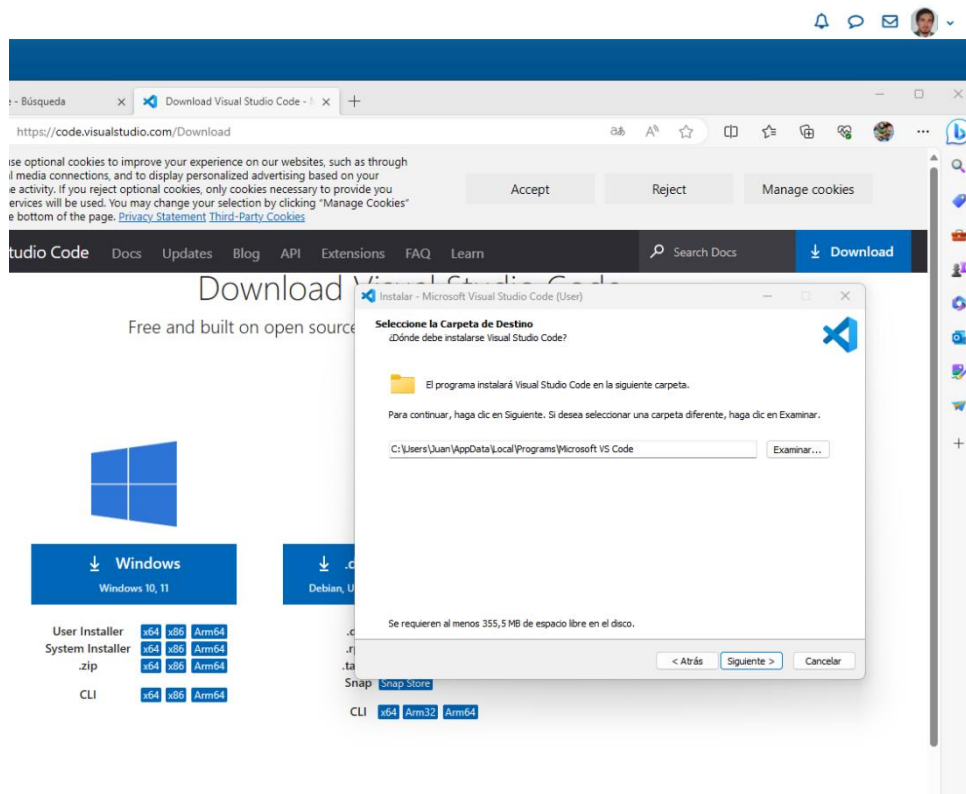 - Búsqueda
Download Visual Studio Code -
https://code.visualstudio.com/Download
use optional cookies to improve your experience on our websites, such as through
l media connections, and to display personalized advertising based on your
e activity. If you reject optional cookies, only cookies necessary to provide you
ervices will be used. You may change your selection by clicking "Manage Cookies"
e bottom of the page. Privacy Statement Third-Party Cookies
Accept
Reject
Manage cookies
tudio Code
Docs
Updates
Blog
API
Extensions
FAQ
Learn
Search Docs
Download
Download Visual Studio Code
Free and built on open source
Instalar - Microsoft Visual Studio Code (User)
Seleccione la Carpeta de Destino
¿Dónde debe instalarse Visual Studio Code?
El programa instalará Visual Studio Code en la siguiente carpeta.
Para continuar, haga clic en Siguiente. Si desea seleccionar una carpeta diferente, haga clic en Examinar.
C:\Users\Juan\AppData\Local\Programs\Microsoft VS Code
Examinar...
Se requieren al menos 355,5 MB de espacio libre en el disco.
< Atrás
Siguiente >
Cancelar
Windows
Windows 10, 11
User Installer x64 x86 Arm64
System Installer x64 x86 Arm64
.zip x64 x86 Arm64
CLI x64 x86 Arm64
Debian, U
Snap Snap Store
CLI x64 Arm32 Arm64